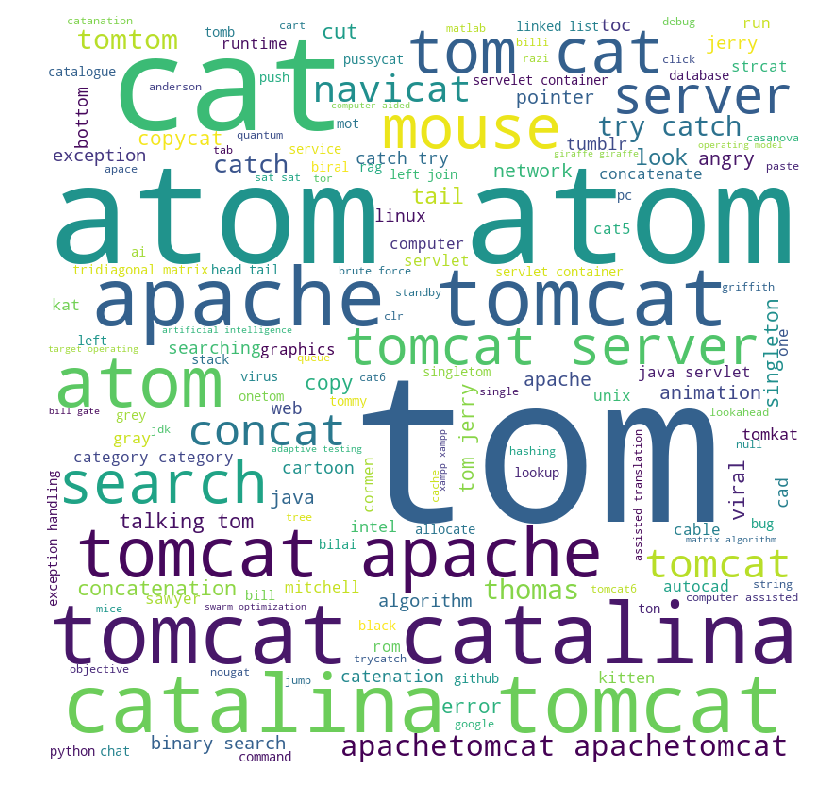 catanation
tomb
cart
cut
linked list
toc
debug
run
tomtom
runtime
cat
tom cat
matlab
billi
razi
jerry
pussycat
click
catalogue
push
navicat
servelet container
database
strcat
anderson
bottom
computer aided
pointer
server
copycat
quantum
mot
mouse
try catch
casanova
tumblr
operating model
exception
tab
service
catch
catch try
giraffe giraffe
look
angry
paste
apace
biral
rag
left join
network
concatenate
sat sat
tor
atom atom
tail
pc
linux
cat5
ai
computer
servlet
tridiagonal matrix
head tail
brute force
servlet container
apache tomcat
griffith
kat
standby
clr
artificial intelligence
left
target operating
searching
graphics
tomcat server
one
singleton
stack
queue
atom
virus
cat6
singletom
apache
java servlet
copy
single
onetom
tommy
unix
animation
bill gate
grey
web
tom
tom jerry
lookahead
gray
jdk
concat
tomkat
null
adaptive testing
hashing
category category
cartoon
xampp xampp
lookup
search
cormen
cache
assisted translation
viral
cad
java
exception handling
talking tom
tree
intel
allocate
cable
bug
matrix algorithm
tomcat apache
bilai
tomcat
concatenation
bill
mitchell
thomas
tomcat6
autocad
string
sawyer
algorithm
computer assisted
mice
swarm optimization
ton
black
tomcat catalina
rom
trycatch
objective
nougat
jump
catenation
github
kitten
catalina tomcat
error
google
python
chat
binary search
command
apachetomcat apachetomcat